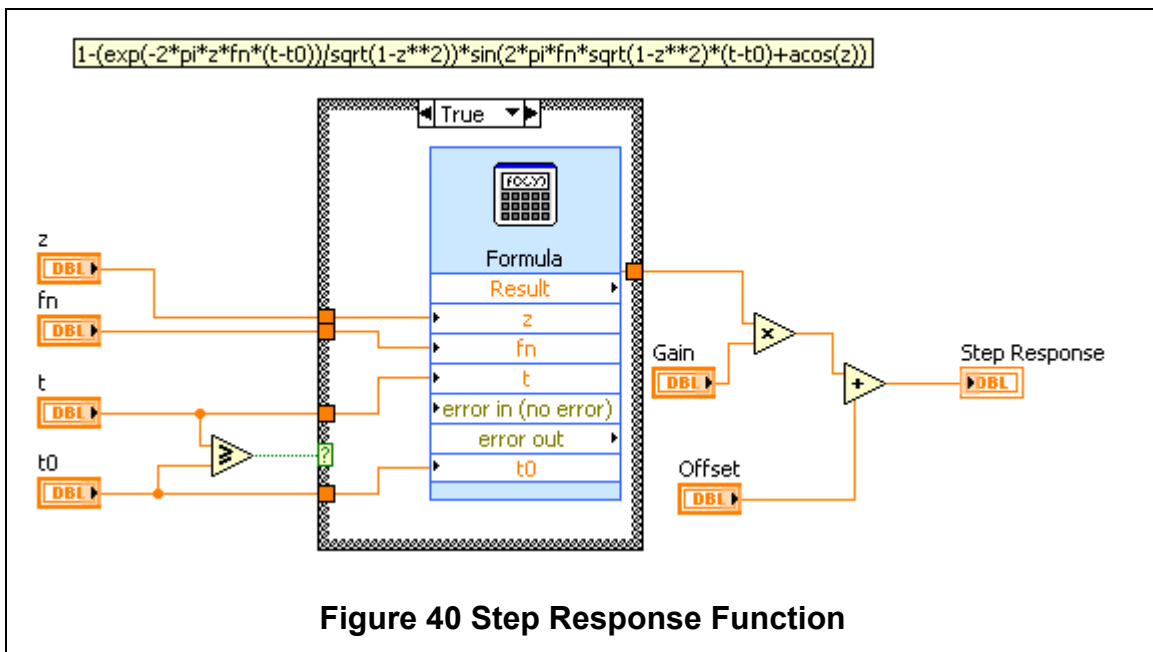 1-(exp(-2*pi*z*fn*(t-t0))/sqrt(1-z**2))*sin(2*pi*fn*sqrt(1-z**2)*(t-t0)+acos(z))
True
f(x,y)
Formula
Result
z
fn
t
error in (no error)
error out
t0
z
DBL
fn
DBL
t
DBL
t0
DBL
≥
?
Gain
DBL
x
Offset
DBL
+
Step Response
DBL
Figure 40 Step Response Function